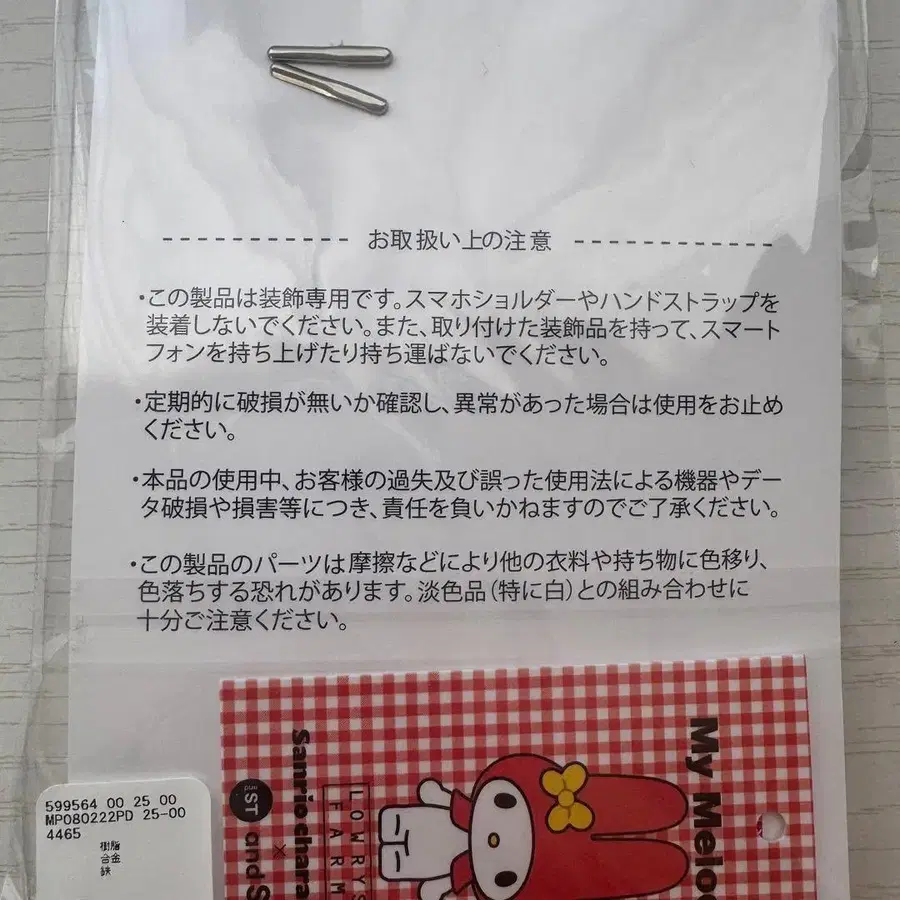 お取扱い上の注意
・この製品は装飾専用です。スマホショルダーやハンドストラップを
装着しないでください。また、取り付けた装飾品を持って、スマート
フォンを持ち上げたり持ち運ばないでください。
・定期的に破損が無いか確認し、異常があった場合は使用をお止め
ください。
・本品の使用中、お客様の過失及び誤った使用法による機器やデー
タ破損や損害等につき、責任を負いかねますのでご了承ください。
・この製品のパーツは摩擦などにより他の衣料や持ち物に色移り、
色落ちする恐れがあります。淡色品（特に白）との組み合わせに
十分ご注意ください。
My Melo
LOWRYS
FARM
Sanrio chara
×
and ST
and S
599564 00 25 00
MP080222PD 25-00
4465
樹脂
合金
鉄